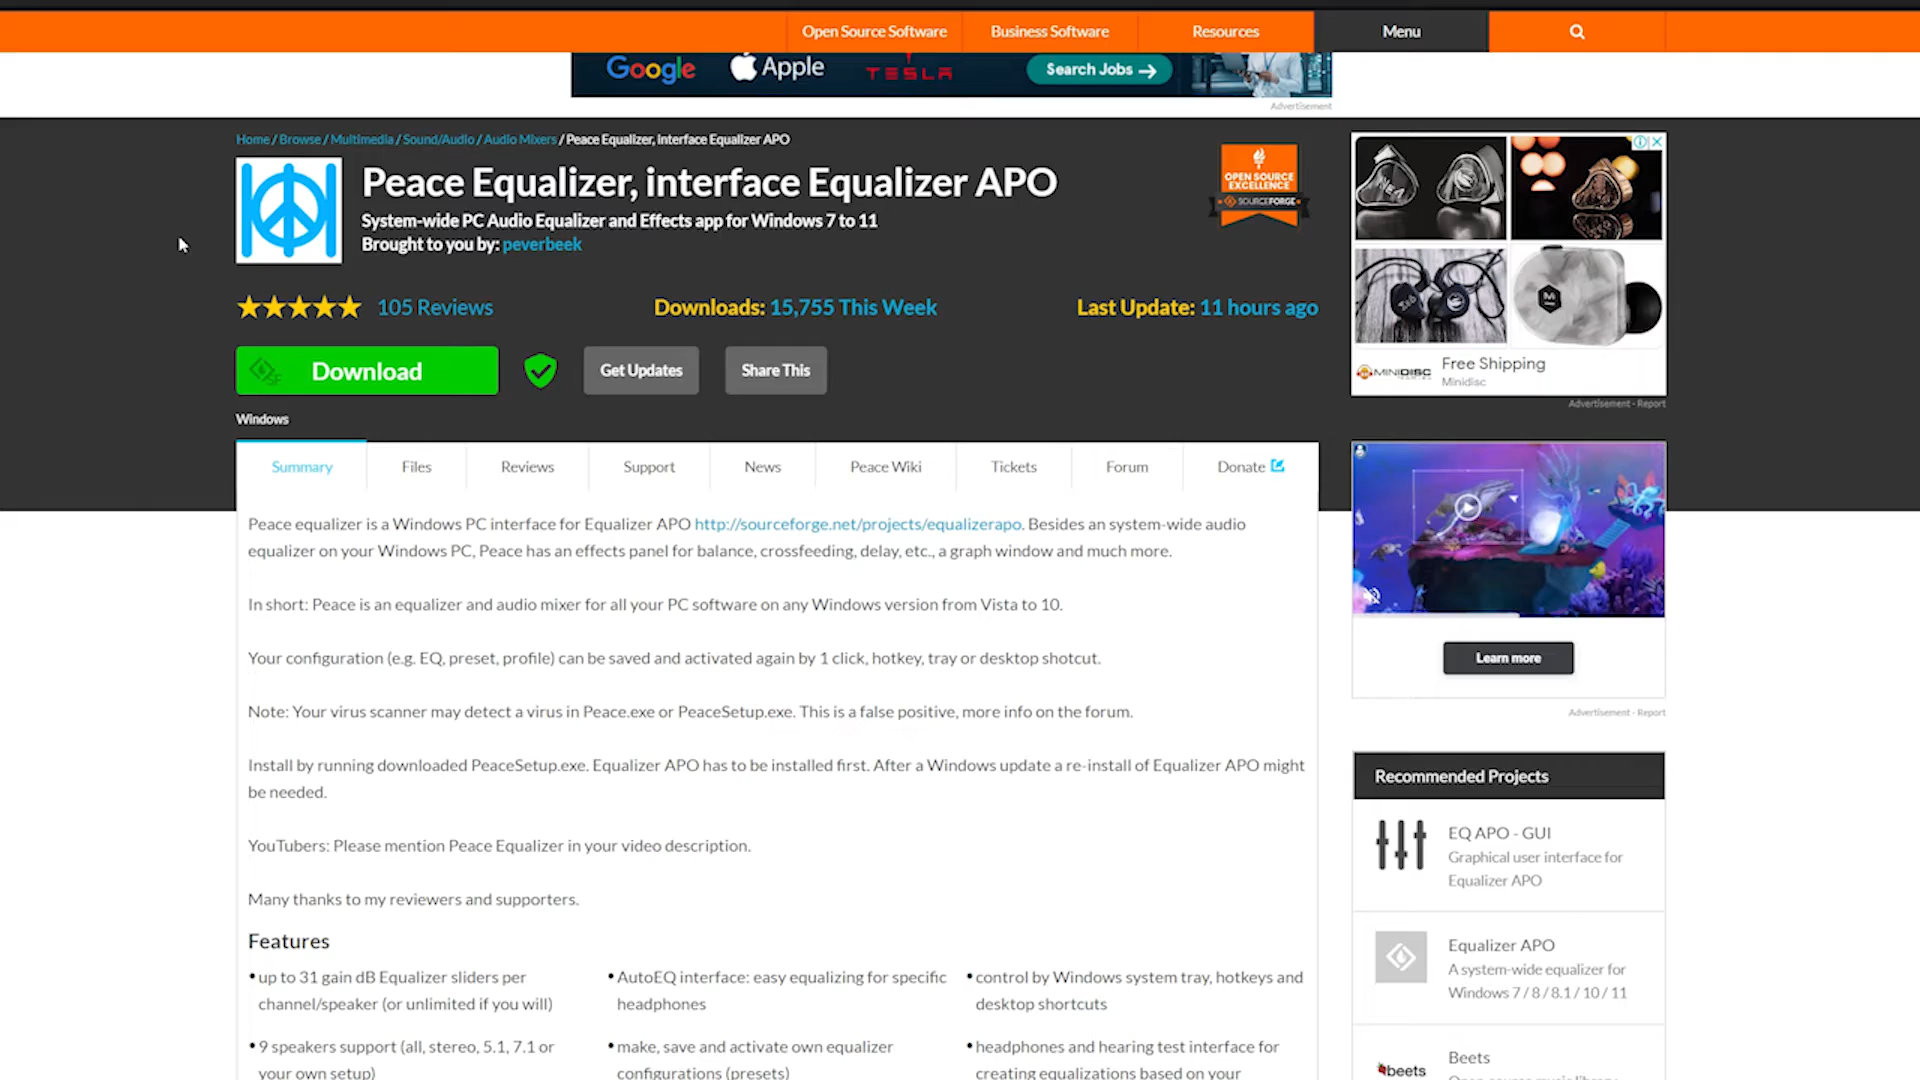 Open Source Software
Business Software
Resources
Menu
Google
Apple
TESLA
Search Jobs →
Advertisement
Home / Browse / Multimedia / Sound/Audio / Audio Mixers / Peace Equalizer, interface Equalizer APO
Peace Equalizer, interface Equalizer APO
System-wide PC Audio Equalizer and Effects app for Windows 7 to 11
Brought to you by: peverbeek
OPEN SOURCE
EXCELLENCE
SOURCEFORGE
105 Reviews
Downloads: 15,755 This Week
Last Update: 11 hours ago
Download
Get Updates
Share This
Windows
Free Shipping
MINIDISC
Minidisc
Advertisement - Report
Summary
Files
Reviews
Support
News
Peace Wiki
Tickets
Forum
Donate
Peace equalizer is a Windows PC interface for Equalizer APO http://sourceforge.net/projects/equalizerapo. Besides an system-wide audio
equalizer on your Windows PC, Peace has an effects panel for balance, crossfeeding, delay, etc., a graph window and much more.
In short: Peace is an equalizer and audio mixer for all your PC software on any Windows version from Vista to 10.
Your configuration (e.g. EQ, preset, profile) can be saved and activated again by 1 click, hotkey, tray or desktop shotcut.
Note: Your virus scanner may detect a virus in Peace.exe or PeaceSetup.exe. This is a false positive, more info on the forum.
Install by running downloaded PeaceSetup.exe. Equalizer APO has to be installed first. After a Windows update a re-install of Equalizer APO might
be needed.
YouTubers: Please mention Peace Equalizer in your video description.
Many thanks to my reviewers and supporters.
Features
• up to 31 gain dB Equalizer sliders per
channel/speaker (or unlimited if you will)
• AutoEQ interface: easy equalizing for specific
headphones
• control by Windows system tray, hotkeys and
desktop shortcuts
• 9 speakers support (all, stereo, 5.1, 7.1 or
your own setup)
• make, save and activate own equalizer
configurations (presets)
• headphones and hearing test interface for
creating equalizations based on your
Learn more
Advertisement - Report
Recommended Projects
EQ APO - GUI
Graphical user interface for
Equalizer APO
Equalizer APO
A system-wide equalizer for
Windows 7 / 8 / 8.1 / 10 / 11
beets
Beets
Open source music library